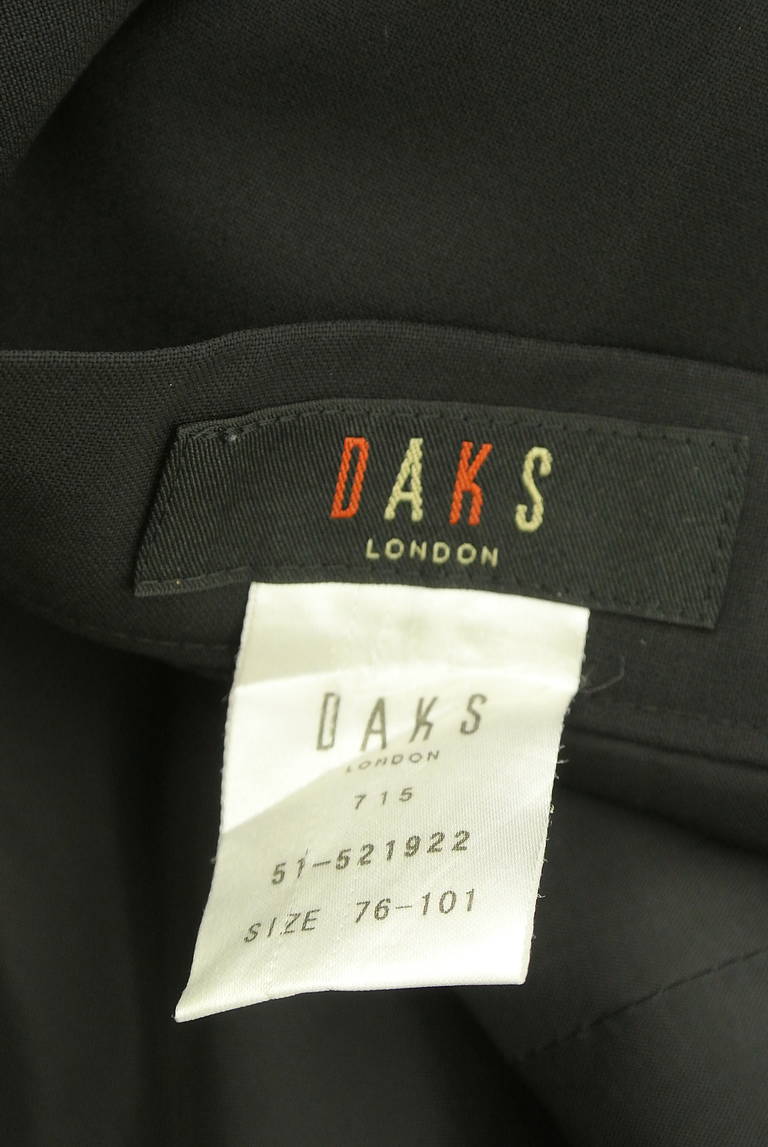 DAKS
LONDON
DAKS
LONDON
715
51-521922
SIZE 76-101